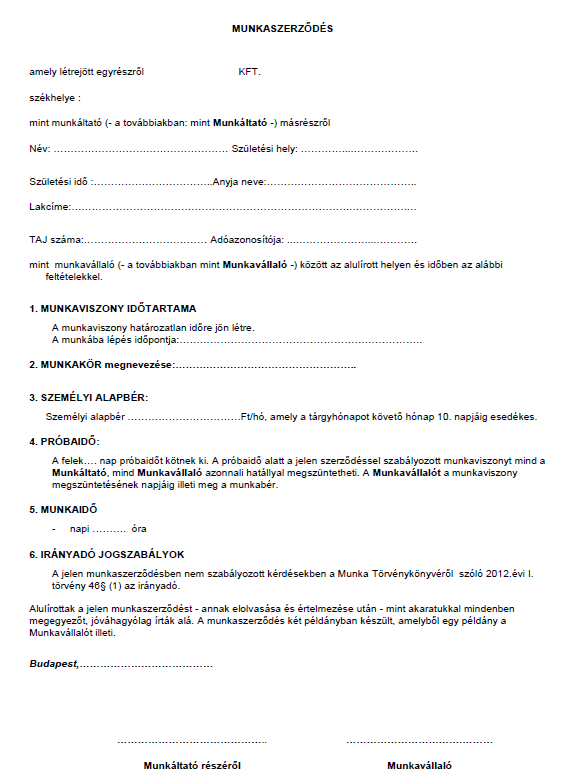 MUNKASZERZŐDÉS
amely létrejött egyrészről KFT.
székhelye :
mint munkáltató (- a továbbiakban: mint Munkáltató -) másrészről
Név: …………………………………………… Születési hely: …………...……………….
Születési idő :……………………………..Anyja neve:……………………………………..
Lakcíme:…………………………………………………………………………………………
TAJ száma:……………………………… Adóazonosítója: ....…………………....…………
mint munkavállaló (- a továbbiakban mint Munkavállaló -) között az alulírott helyen és időben az alábbi
feltételekkel.
1. MUNKAVISZONY IDŐTARTAMA
A munkaviszony határozatlan időre jön létre.
A munkába lépés időpontja:……………………………………………………………..
2. MUNKAKÖR megnevezése:……………………………………………..
3. SZEMÉLYI ALAPBÉR:
Személyi alapbér ……………………………Ft/hó, amely a tárgyhónapot követő hónap 10. napjáig esedékes.
4. PRÓBAIDŐ:
A felek…. nap próbaidőt kötnek ki. A próbaidő alatt a jelen szerződéssel szabályozott munkaviszonyt mind a
Munkáltató, mind Munkavállaló azonnali hatállyal megszüntetheti. A Munkavállalót a munkaviszony
megszüntetésének napjáig illeti meg a munkabér.
5. MUNKAIDŐ
- napi ………. óra
6. IRÁNYADÓ JOGSZABÁLYOK
A jelen munkaszerződésben nem szabályozott kérdésekben a Munka Törvénykönyvéről szóló 2012.évi I.
törvény 46§ (1) az irányadó.
Alulírottak a jelen munkaszerződést - annak elolvasása és értelmezése után - mint akaratukkal mindenben
megegyezőt, jóváhagyólag írták alá. A munkaszerződés két példányban készült, amelyből egy példány a
Munkavállalót illeti.
Budapest,…………………………………
…………………………………….. ……………………………………
Munkáltató részéről Munkavállaló